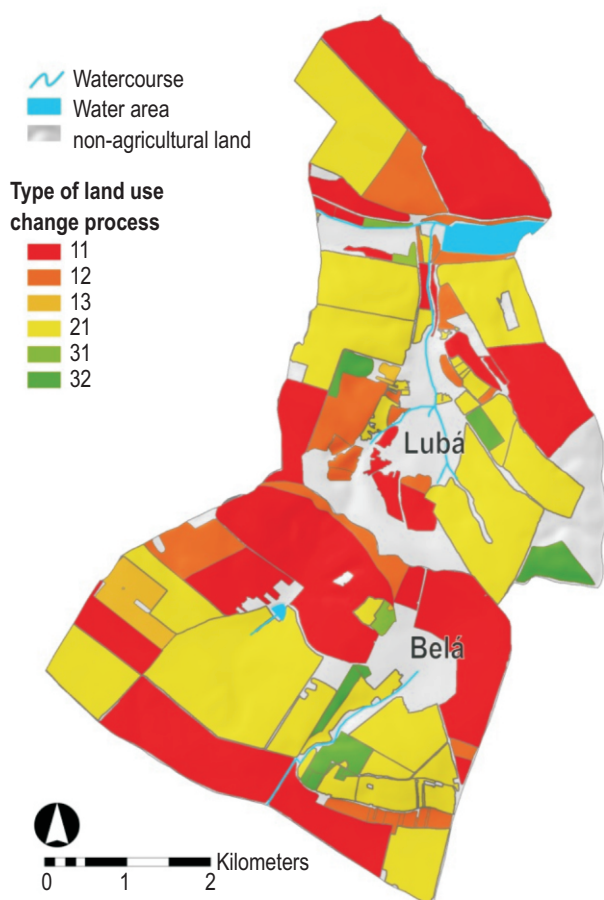 Watercourse
Water area
non-agricultural land
Type of land use
change process
11
12
13
21
31
32
Lubá
Belá
Kilometers
0 1 2